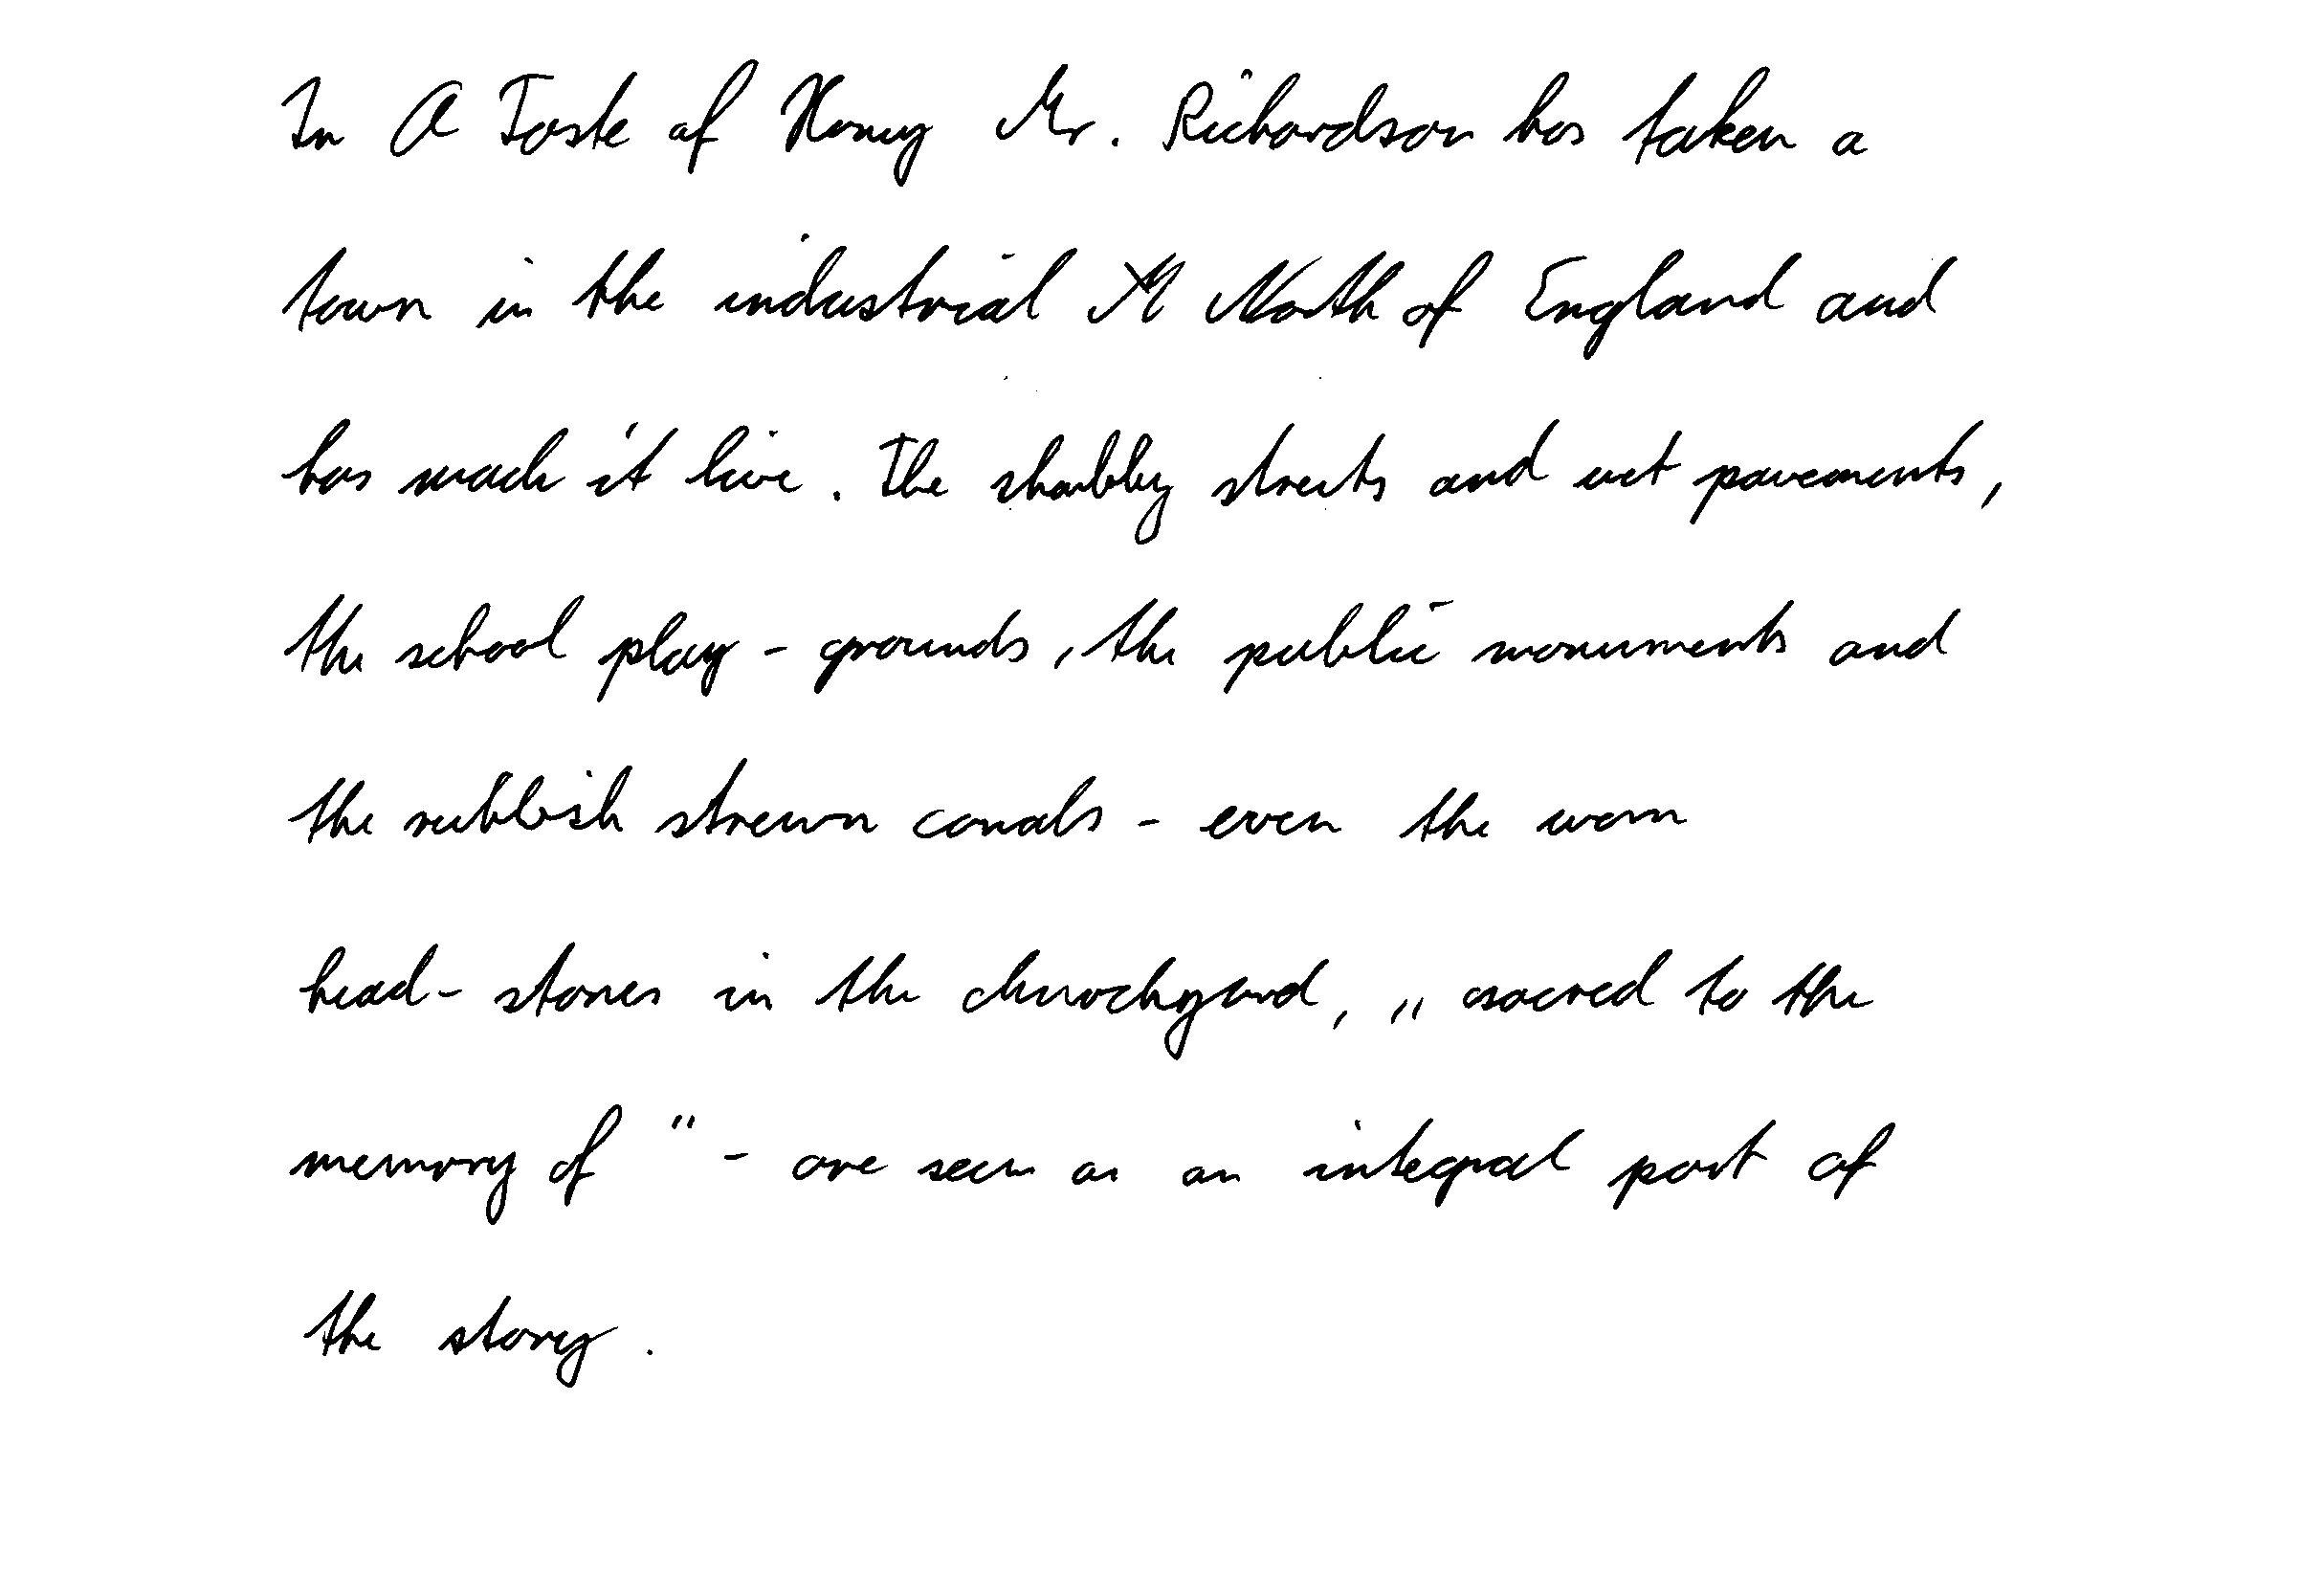 In A Taste of Honey Mr. Richardson has taken a
town in the industrial North of England and
has made it live. The shabby streets and wet pavements,
the school play-grounds, the public monuments and
the rubbish strewn canals - even the worn
head-stones in the churchyard, „sacred to the
memory of" - are seen as an integral part of
the story.